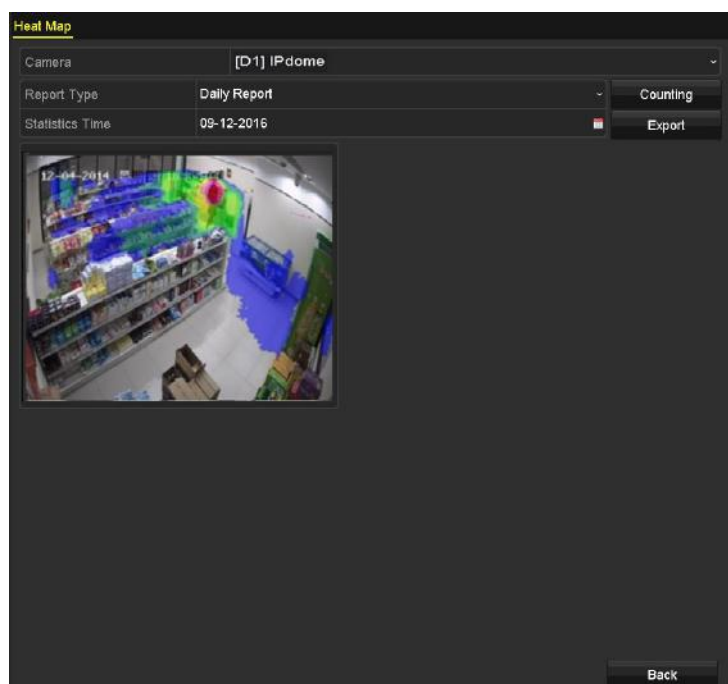 Heat Map
Camera [D1] IPdome
Report Type Daily Report Counting
Statistics Time 09-12-2016 Export
12-04-2014
Back